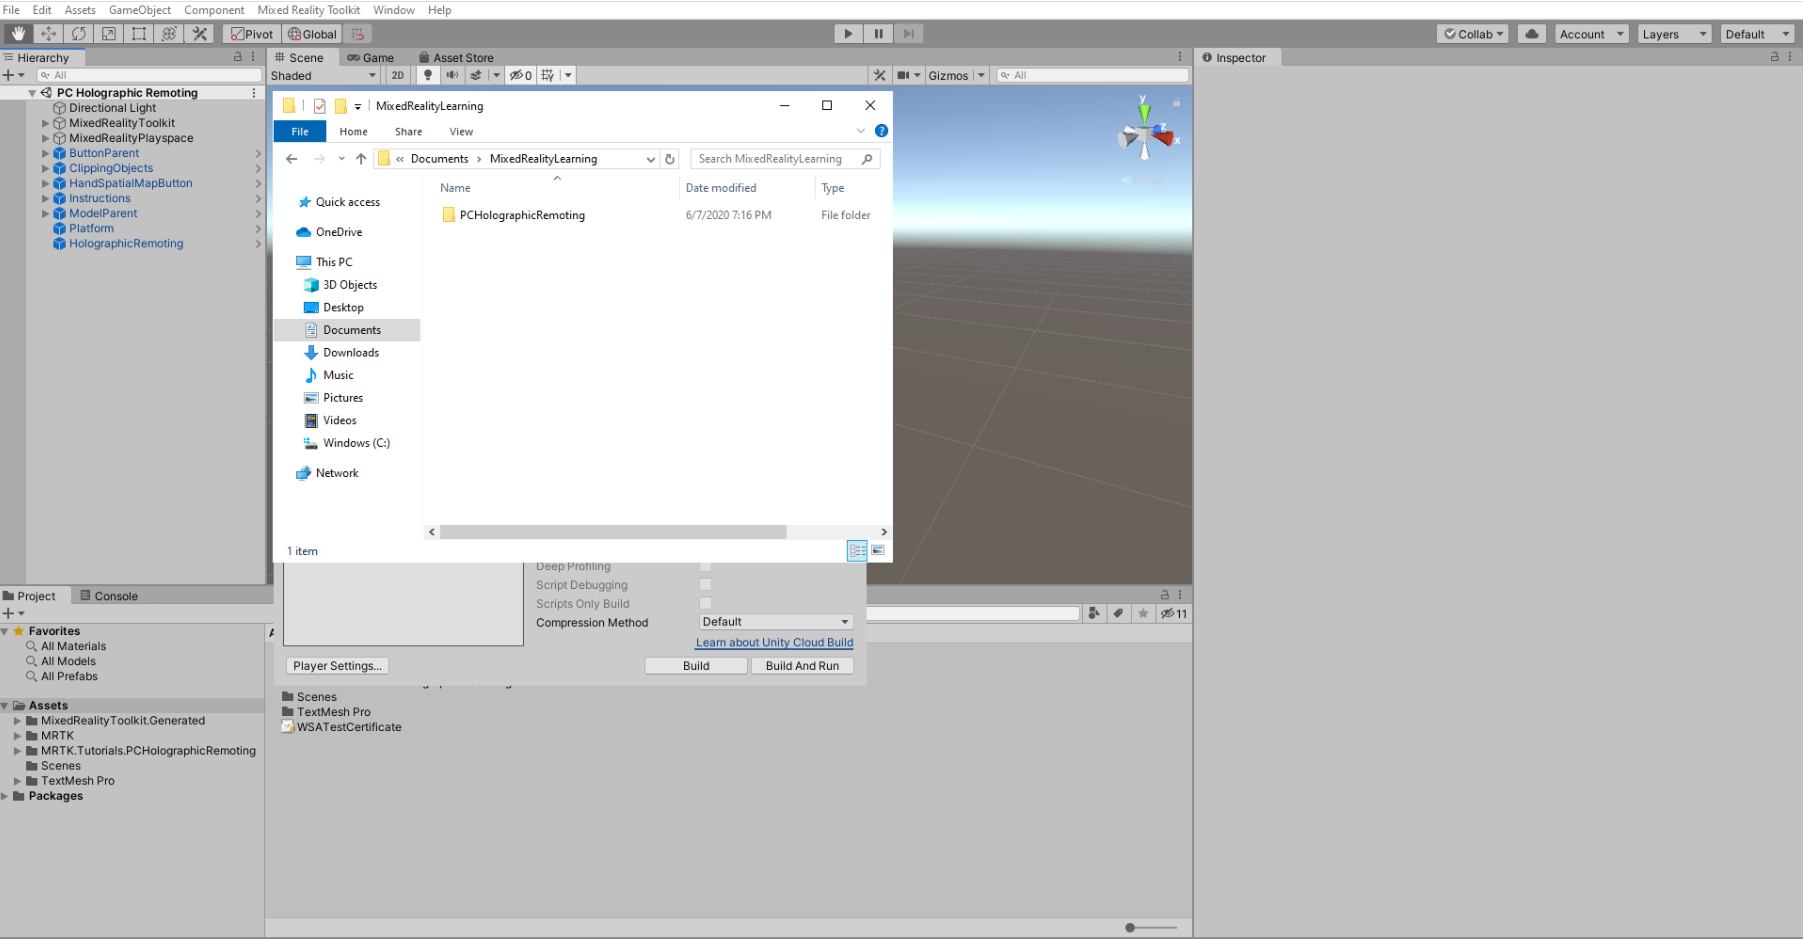 File Edit Assets GameObject Component Mixed Reality Toolkit Window Help
Pivot Global Collab Account Layers Default
Hierarchy
All
PC Holographic Remoting
Directional Light
MixedRealityToolkit
MixedRealityPlayspace
ButtonParent
ClippingObjects
HandSpatialMapButton
Instructions
ModelParent
Platform
HolographicRemoting
Scene Game Asset Store
Shaded 2D 0 Gizmos All
y
z
x
Persp
Inspector
MixedRealityLearning
File Home Share View
« Documents › MixedRealityLearning Search MixedRealityLearning
Name Date modified Type
PCHolographicRemoting 6/7/2020 7:16 PM File folder
Quick access
OneDrive
This PC
3D Objects
Desktop
Documents
Downloads
Music
Pictures
Videos
Windows (C:)
Network
1 item
Deep Profiling
Script Debugging
Scripts Only Build
Compression Method Default
Learn about Unity Cloud Build
Player Settings... Build Build And Run
Project Console
11
Favorites
All Materials
All Models
All Prefabs
Assets
MixedRealityToolkit.Generated
MRTK
MRTK.Tutorials.PCHolographicRemoting
Scenes
TextMesh Pro
Packages
Scenes
TextMesh Pro
WSATestCertificate